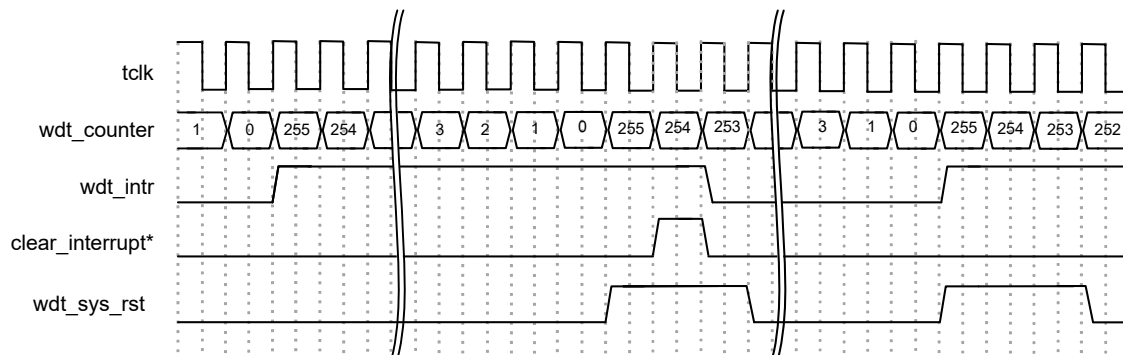 tclk
wdt_counter 1 0 255 254 3 2 1 0 255 254 253 3 1 0 255 254 253 252
wdt_intr
clear_interrupt*
wdt_sys_rst